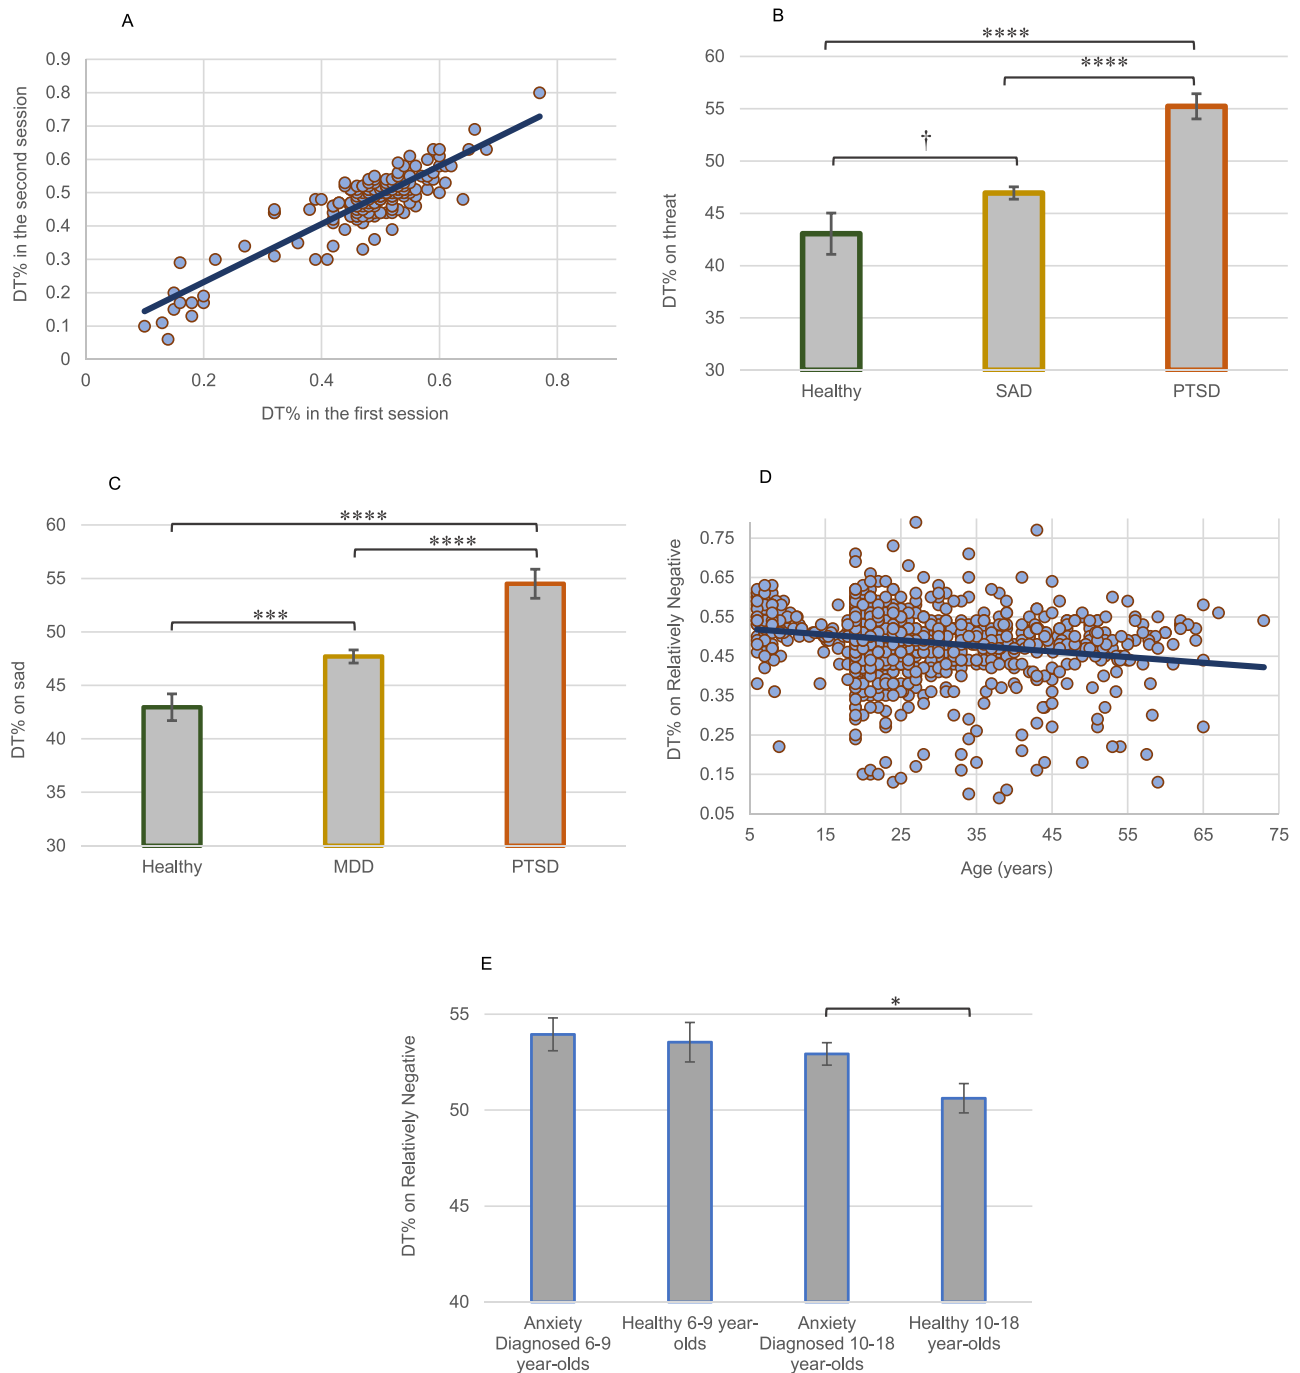 A
DT% in the second session
0.9
0.8
0.7
0.6
0.5
0.4
0.3
0.2
0.1
0
0
0.2
0.4
0.6
0.8
DT% in the first session
B
DT% on threat
60
55
50
45
40
35
30
****
****
†
Healthy
SAD
PTSD
C
DT% on sad
60
55
50
45
40
35
30
****
****
***
Healthy
MDD
PTSD
D
DT% on Relatively Negative
0.75
0.65
0.55
0.45
0.35
0.25
0.15
0.05
5
15
25
35
45
55
65
75
Age (years)
E
DT% on Relatively Negative
55
50
45
40
*
Anxiety
Diagnosed 6-9
year-olds
Healthy 6-9 year-
olds
Anxiety
Diagnosed 10-18
year-olds
Healthy 10-18
year-olds